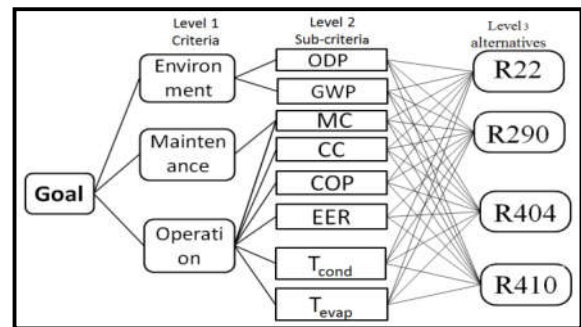 Level 1
Criteria
Level 2
Sub-criteria
Level 3
alternatives
Goal
Environ
ment
Mainten
ance
Operati
on
ODP
GWP
MC
CC
COP
EER
Tcond
Tevap
R22
R290
R404
R410